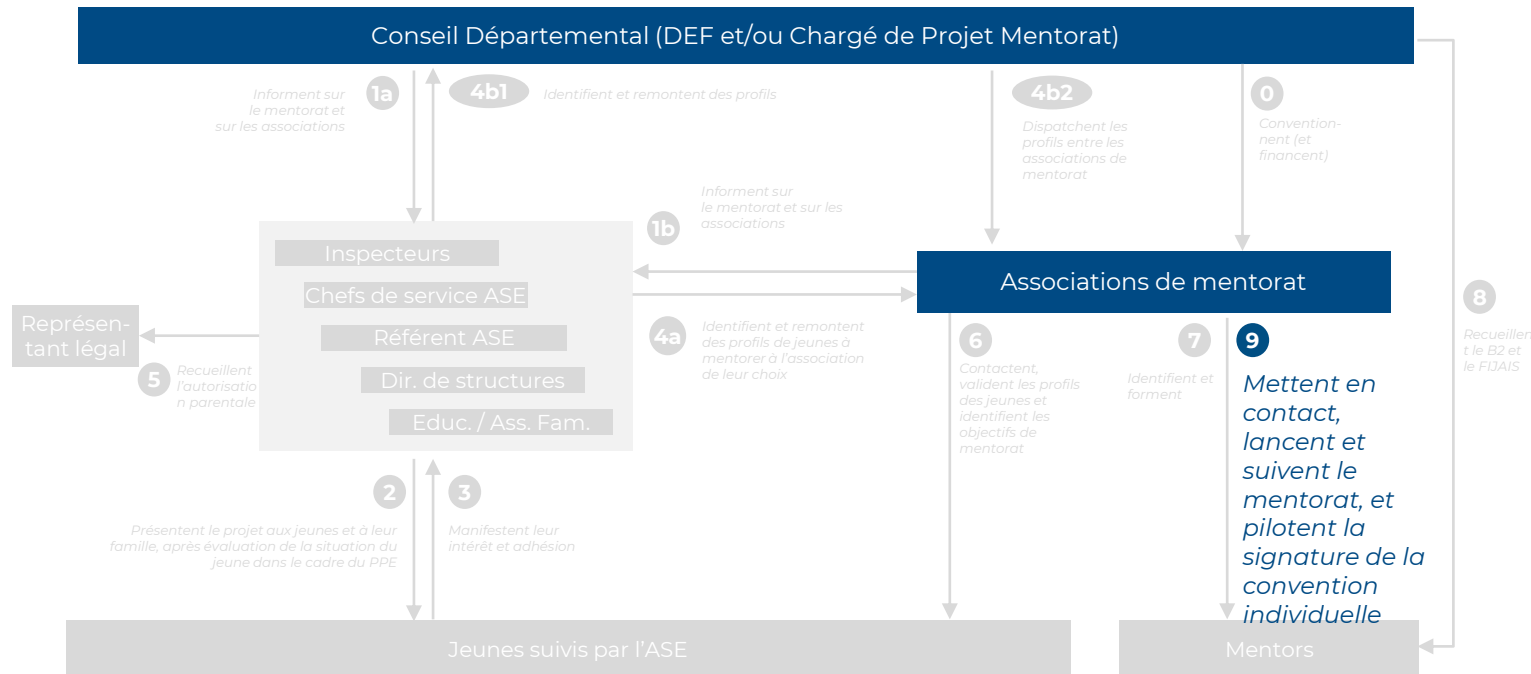 Conseil Départemental (DEF et/ou Chargé de Projet Mentorat)
1a
Informent sur
le mentorat et
sur les associations
4b1
Identifient et remontent des profils
4b2
Dispatchent les
profils entre les
associations de
mentorat
0
Convention-
nent (et
financent)
1b
Informent sur
le mentorat et sur les
associations
Inspecteurs
Chefs de service ASE
Référent ASE
Dir. de structures
Educ. / Ass. Fam.
Associations de mentorat
Représen-
tant légal
5
Recueillent
l'autorisatio
n parentale
4a
Identifient et remontent
des profils de jeunes à
mentorer à l'association
de leur choix
6
Contactent,
valident les profils
des jeunes et
identifient les
objectifs de
mentorat
7
Identifient et
forment
9
Mettent en
contact,
lancent et
suivent le
mentorat, et
pilotent la
signature de la
convention
individuelle
8
Recueillen
t le B2 et
le FIJAIS
2
Présentent le projet aux jeunes et à leur
famille, après évaluation de la situation du
jeune dans le cadre du PPE
3
Manifestent leur
intérêt et adhésion
Jeunes suivis par l'ASE
Mentors